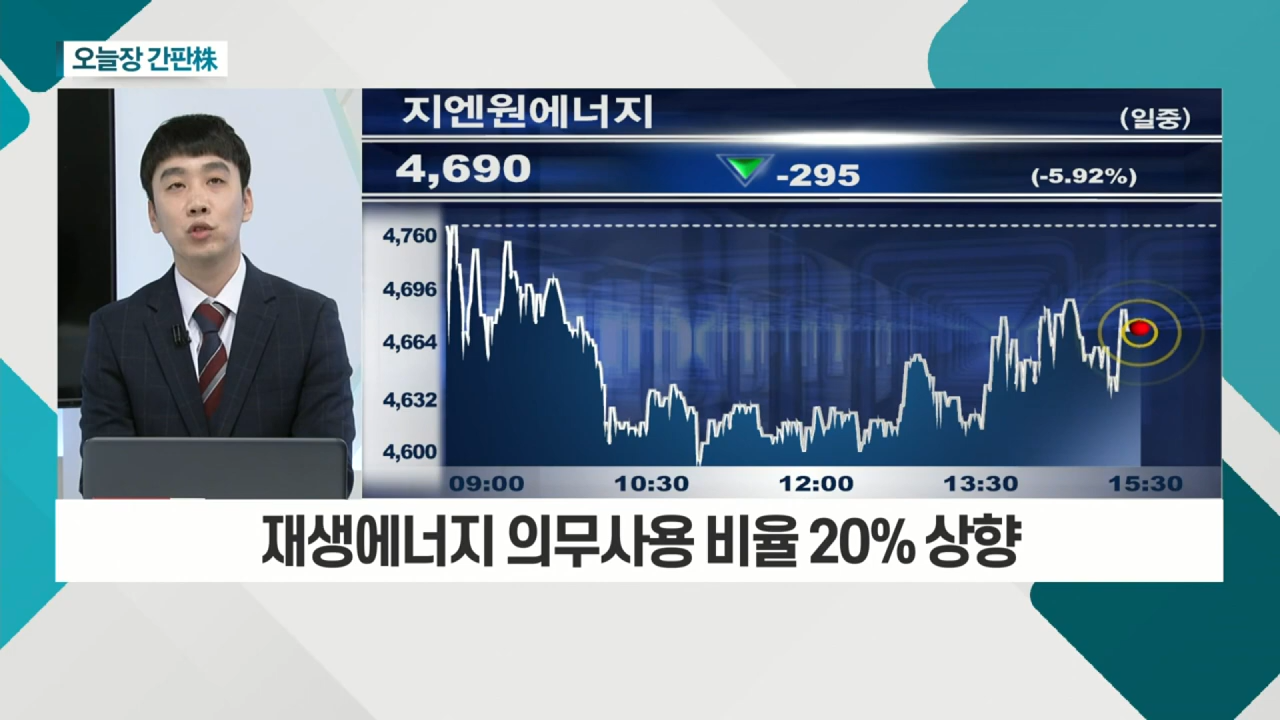 오늘장 간판株
지엔원에너지
(일중)
4,690
-295
(-5.92%)
4,760
4,696
4,664
4,632
4,600
09:00 10:30 12:00 13:30 15:30
재생에너지 의무사용 비율 20% 상향